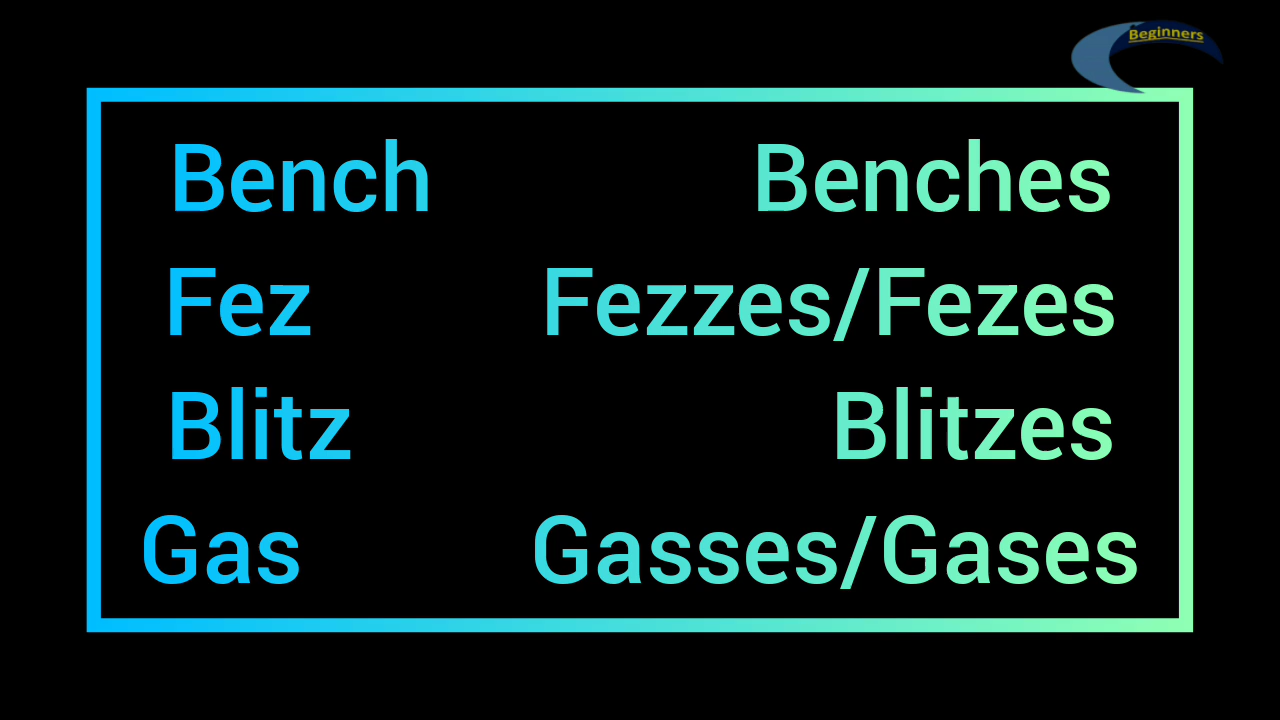 Beginners
Bench Benches
Fez Fezzes/Fezes
Blitz Blitzes
Gas Gasses/Gases